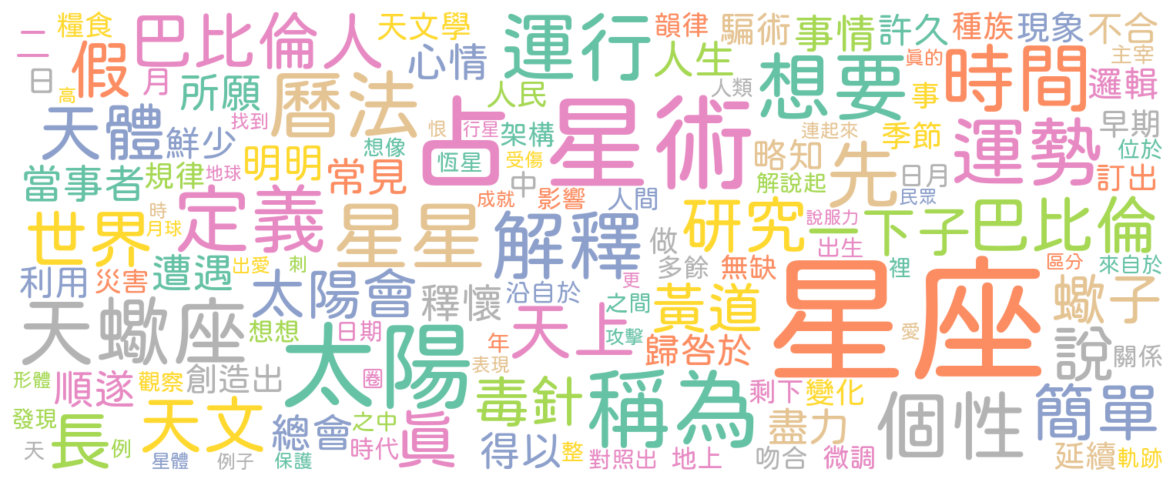 二
糧食
巴比倫人
天文學
運行
韻律
騙術
事情
許久
種族
現象
不合
假
日
月
高
所願
曆法
心情
人民
人生
想要
真的
時間
主宰
邏輯
人類
事
天體
鮮少
找到
想像
恨
行星
架構
占星術
連起來
季節
運勢
早期
位於
明明
恆星
受傷
略知
先
當事者
規律
地球
常見
中
成就
影響
人間
解說起
日月
民眾
訂出
世界
時
月球
定義
星星
解釋
研究
說服力
一下子
出生
巴比倫
做
多餘
無缺
裡
區分
來自於
利用
災害
遭遇
出愛
刺
太陽會
釋懷
沿自於
更
之間
黃道
星座
蠍子
天蠍座
想想
日期
太陽
年
天上
攻擊
歸咎於
愛
說
關係
形體
順遂
觀察
創造出
圈
表現
毒針
稱為
剩下
變化
個性
簡單
發現
長
天
例
天文
星體
例子
總會
保護
之中
時代
真
得以
整
對照出
地上
盡力
吻合
微調
延續
軌跡